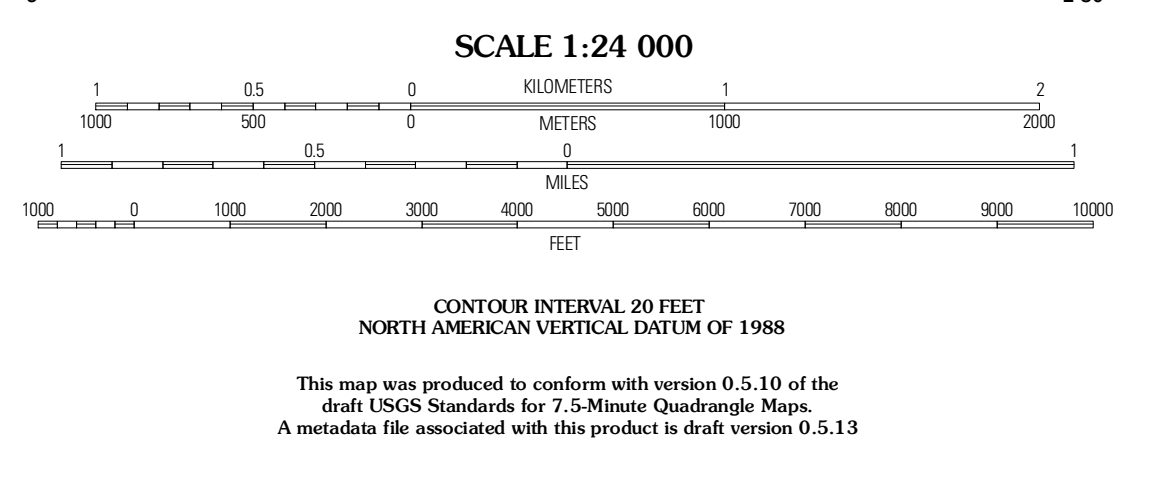 SCALE 1:24 000
1 0.5 0 KILOMETERS 1 2
1000 500 0 METERS 1000 2000
1 0.5 0 1
MILES
1000 0 1000 2000 3000 4000 5000 6000 7000 8000 9000 10000
FEET
CONTOUR INTERVAL 20 FEET
NORTH AMERICAN VERTICAL DATUM OF 1988
This map was produced to conform with version 0.5.10 of the
draft USGS Standards for 7.5-Minute Quadrangle Maps.
A metadata file associated with this product is draft version 0.5.13